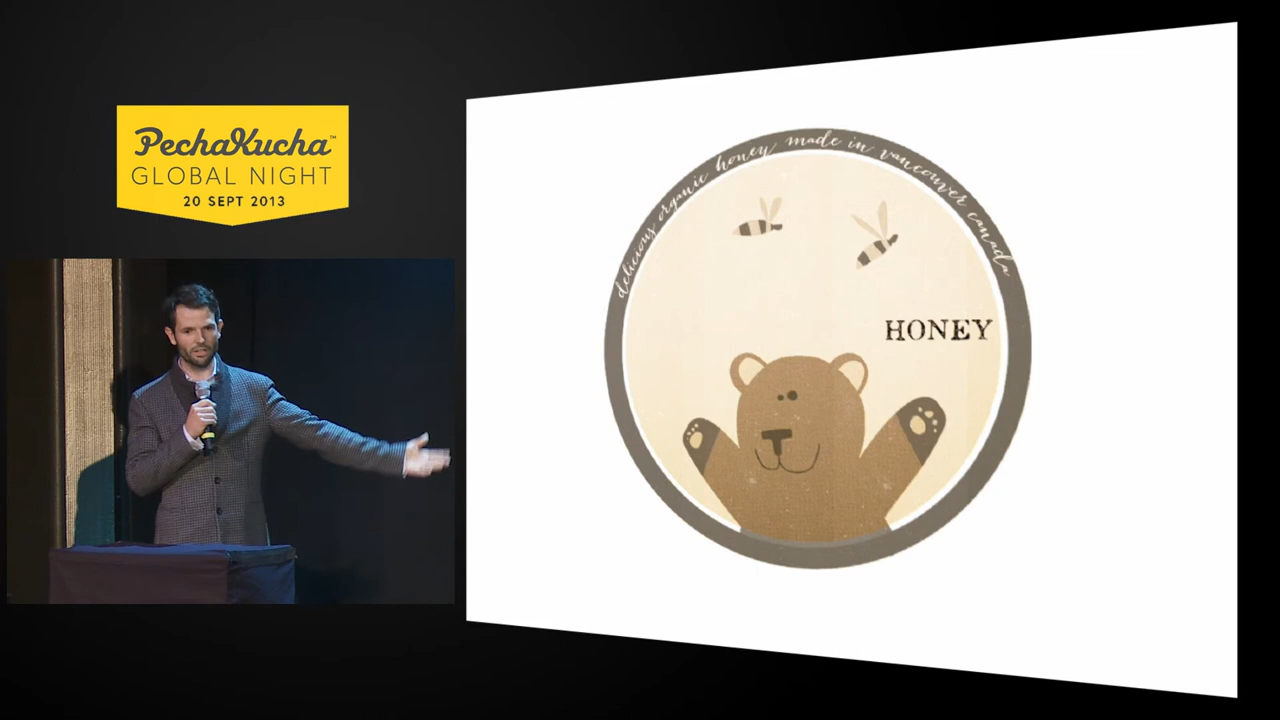 PechaKucha™
GLOBAL NIGHT
20 SEPT 2013
delicious organic honey made in vancouver canada
HONEY